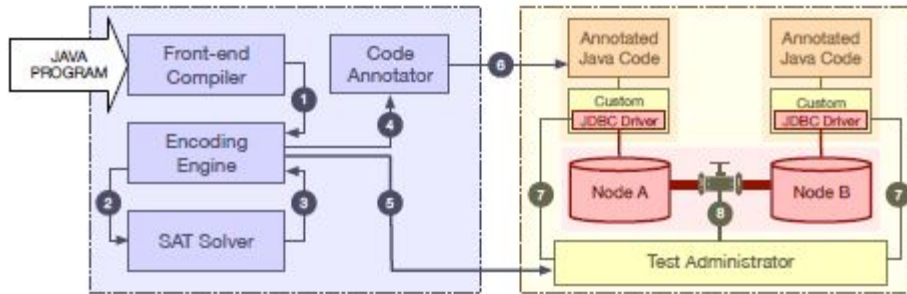 JAVA
PROGRAM
Front-end
Compiler
Code
Annotator
1
4
6
Encoding
Engine
2
3
5
SAT Solver
Annotated
Java Code
Annotated
Java Code
Custom
JDBC Driver
Custom
JDBC Driver
Node A
Node B
7
8
7
Test Administrator